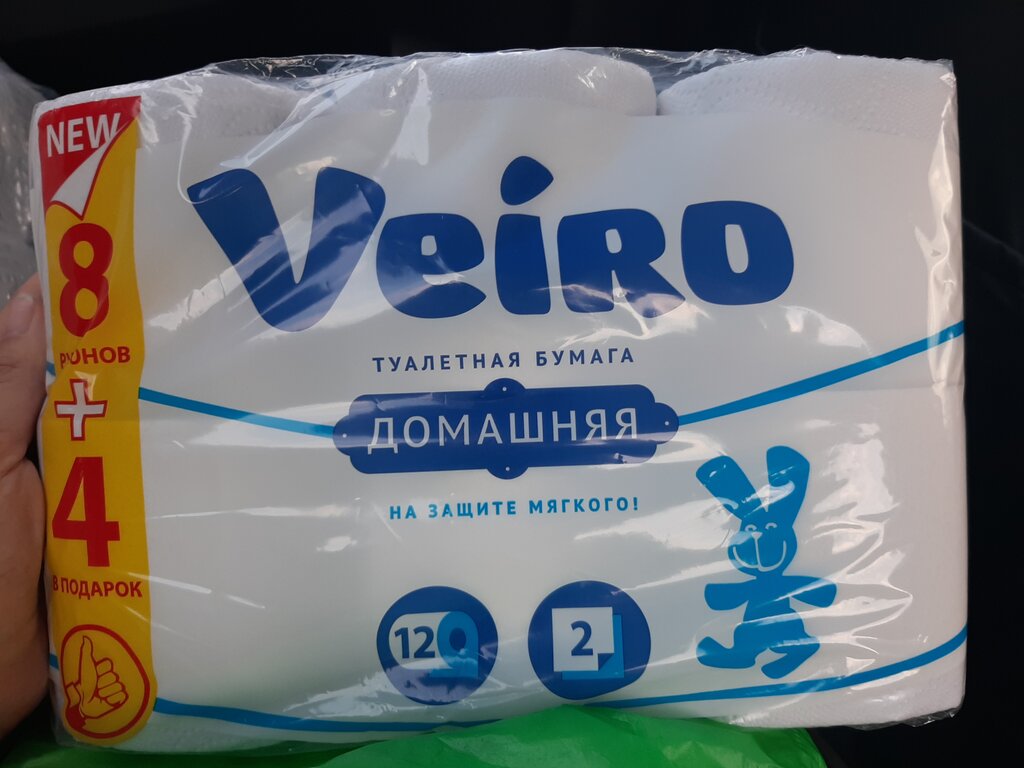 NEW
8
РУЛОНОВ
+
4
В ПОДАРОК
Veiro
ТУАЛЕТНАЯ БУМАГА
ДОМАШНЯЯ
НА ЗАЩИТЕ МЯГКОГО!
12
2